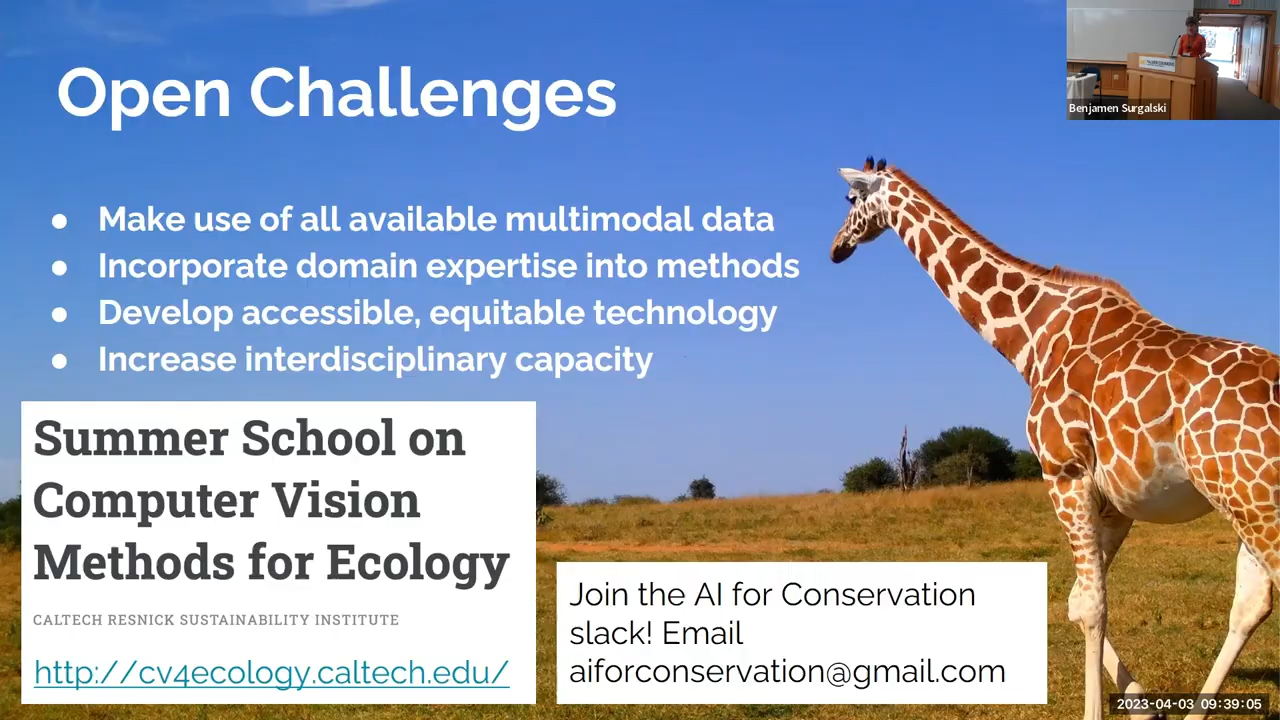 Open Challenges
Benjamen Surgalski
● Make use of all available multimodal data
● Incorporate domain expertise into methods
● Develop accessible, equitable technology
● Increase interdisciplinary capacity
Summer School on
Computer Vision
Methods for Ecology
CALTECH RESNICK SUSTAINABILITY INSTITUTE
http://cv4ecology.caltech.edu/
Join the AI for Conservation
slack! Email
aiforconservation@gmail.com
2023-04-03 09:39:05